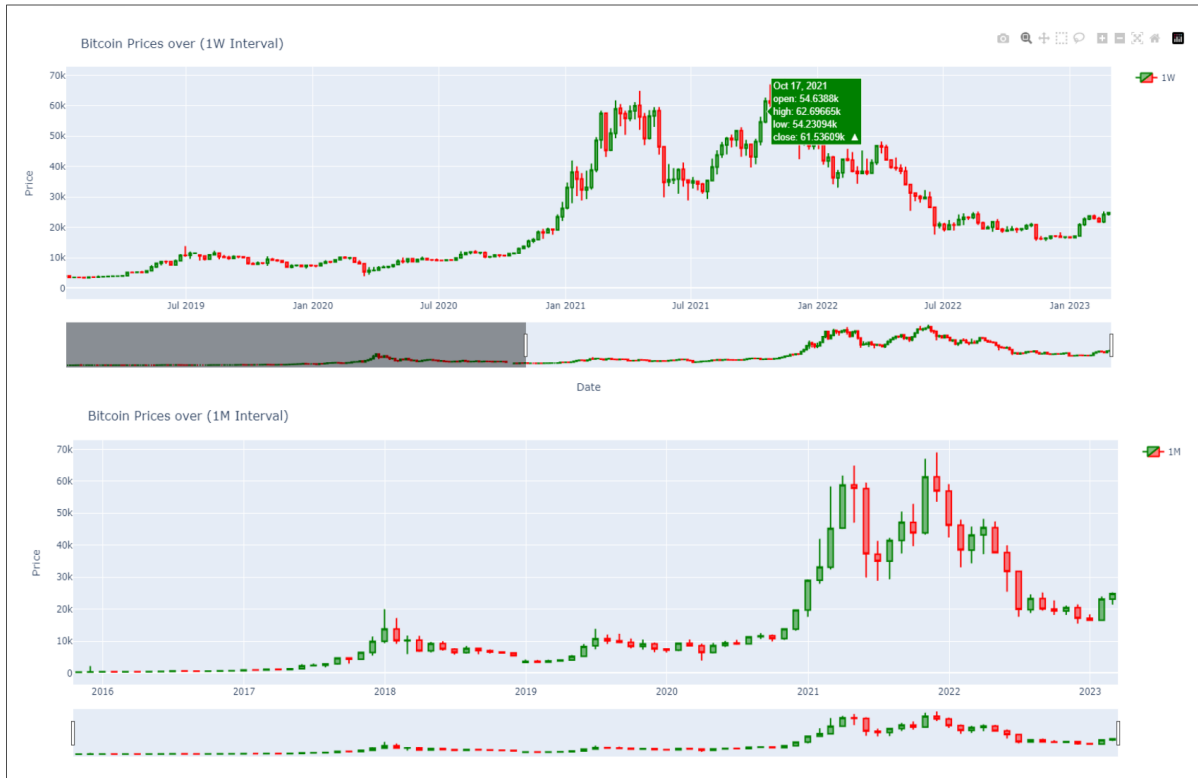 Bitcoin Prices over (1W Interval)
70k
60k
50k
40k
30k
20k
10k
0
Price
Oct 17, 2021
open: 54.6388k
high: 62.69665k
low: 54.23094k
close: 61.53609k ▲
1W
Jul 2019
Jan 2020
Jul 2020
Jan 2021
Jul 2021
Jan 2022
Jul 2022
Jan 2023
Date
Bitcoin Prices over (1M Interval)
70k
60k
50k
40k
30k
20k
10k
0
Price
1M
2016
2017
2018
2019
2020
2021
2022
2023